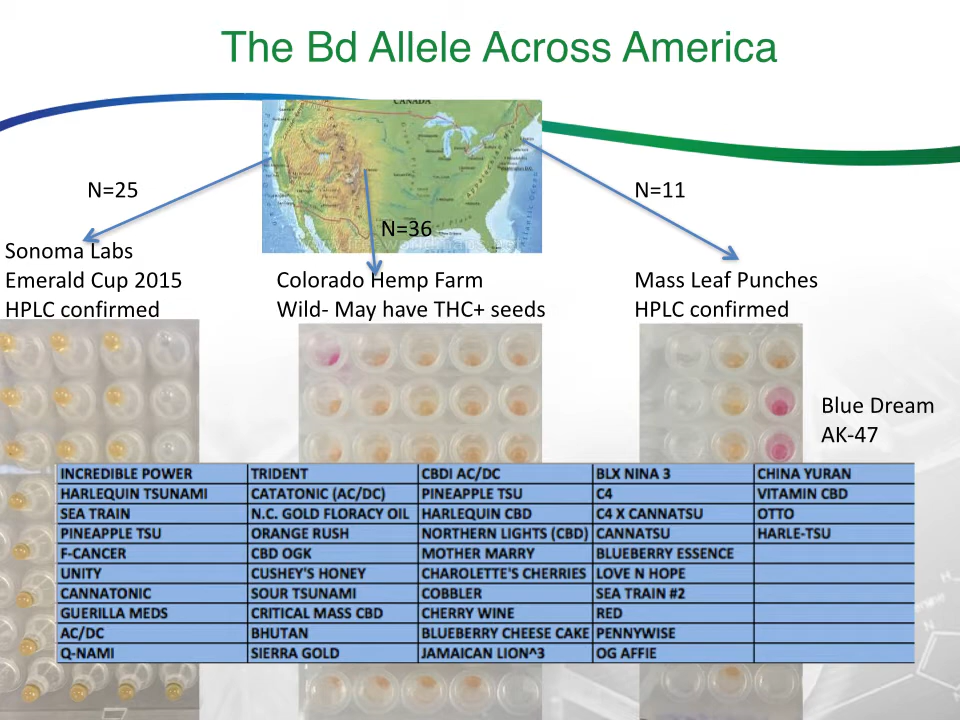 The Bd Allele Across America
CANADA
N=25
N=11
N=36
Sonoma Labs
Emerald Cup 2015
HPLC confirmed
Colorado Hemp Farm
Wild- May have THC+ seeds
Mass Leaf Punches
HPLC confirmed
Blue Dream
AK-47
INCREDIBLE POWER TRIDENT CBDI AC/DC BLX NINA 3 CHINA YURAN
HARLEQUIN TSUNAMI CATATONIC (AC/DC) PINEAPPLE TSU C4 VITAMIN CBD
SEA TRAIN N.C. GOLD FLORACY OIL HARLEQUIN CBD C4 X CANNATSU OTTO
PINEAPPLE TSU ORANGE RUSH NORTHERN LIGHTS (CBD) CANNATSU HARLE-TSU
F-CANCER CBD OGK MOTHER MARRY BLUEBERRY ESSENCE
UNITY CUSHEY'S HONEY CHAROLETTE'S CHERRIES LOVE N HOPE
CANNATONIC SOUR TSUNAMI COBBLER SEA TRAIN #2
GUERILLA MEDS CRITICAL MASS CBD CHERRY WINE RED
AC/DC BHUTAN BLUEBERRY CHEESE CAKE PENNYWISE
Q-NAMI SIERRA GOLD JAMAICAN LION^3 OG AFFIE